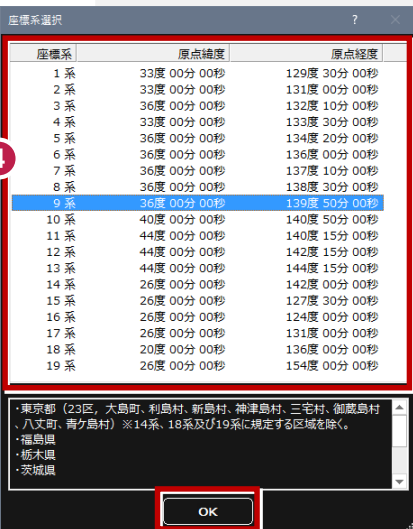 座標系選択 ?
座標系 原点緯度 原点経度
1 系 33度 00分 00秒 129度 30分 00秒
2 系 33度 00分 00秒 131度 00分 00秒
3 系 36度 00分 00秒 132度 10分 00秒
4 系 33度 00分 00秒 133度 30分 00秒
5 系 36度 00分 00秒 134度 20分 00秒
6 系 36度 00分 00秒 136度 00分 00秒
7 系 36度 00分 00秒 137度 10分 00秒
8 系 36度 00分 00秒 138度 30分 00秒
9 系 36度 00分 00秒 139度 50分 00秒
10 系 40度 00分 00秒 140度 50分 00秒
11 系 44度 00分 00秒 140度 15分 00秒
12 系 44度 00分 00秒 142度 15分 00秒
13 系 44度 00分 00秒 144度 15分 00秒
14 系 26度 00分 00秒 142度 00分 00秒
15 系 26度 00分 00秒 127度 30分 00秒
16 系 26度 00分 00秒 124度 00分 00秒
17 系 26度 00分 00秒 131度 00分 00秒
18 系 20度 00分 00秒 136度 00分 00秒
19 系 26度 00分 00秒 154度 00分 00秒
4
・東京都（23区，大島町、利島村、新島村、神津島村、三宅村、御蔵島村
、八丈町、青ケ島村）※14系、18系及び19系に規定する区域を除く。
・福島県
・栃木県
・茨城県
OK